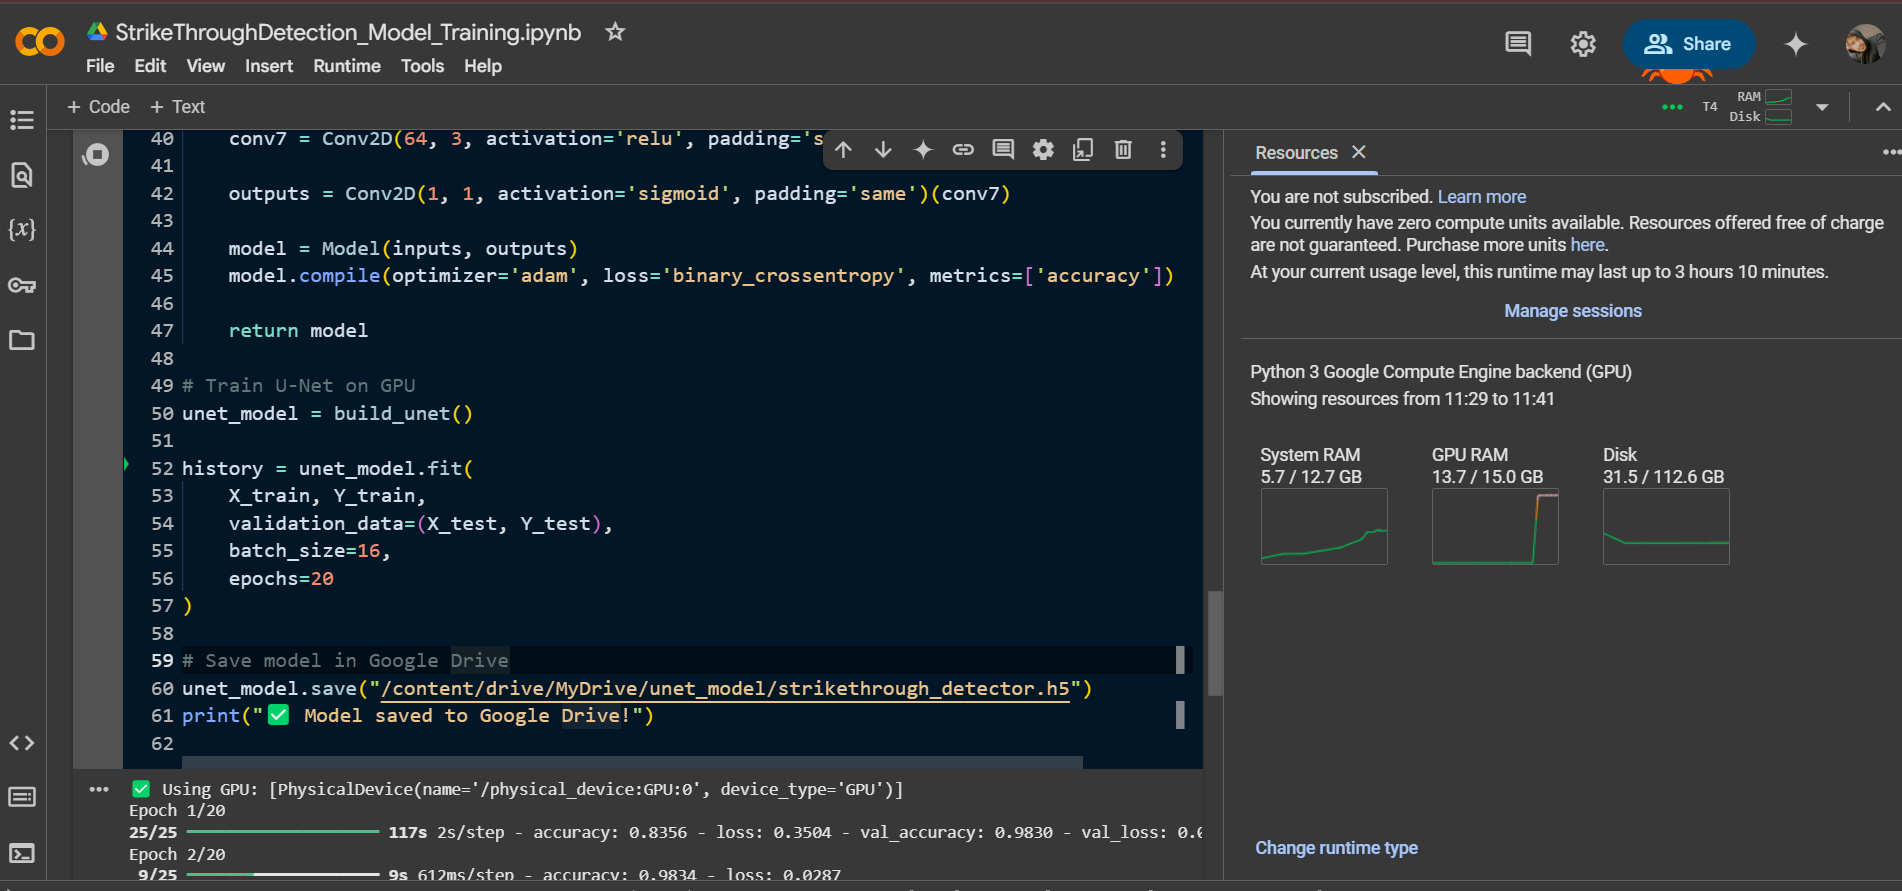 StrikeThroughDetection_Model_Training.ipynb
File Edit View Insert Runtime Tools Help
Share
+ Code + Text
T4 RAM
Disk
40 conv7 = Conv2D(64, 3, activation='relu', padding='s
41
42 outputs = Conv2D(1, 1, activation='sigmoid', padding='same')(conv7)
43
44 model = Model(inputs, outputs)
45 model.compile(optimizer='adam', loss='binary_crossentropy', metrics=['accuracy'])
46
47 return model
48
49 # Train U-Net on GPU
50 unet_model = build_unet()
51
52 history = unet_model.fit(
53 X_train, Y_train,
54 validation_data=(X_test, Y_test),
55 batch_size=16,
56 epochs=20
57 )
58
59 # Save model in Google Drive
60 unet_model.save("/content/drive/MyDrive/unet_model/strikethrough_detector.h5")
61 print("✅ Model saved to Google Drive!")
62
✅ Using GPU: [PhysicalDevice(name='/physical_device:GPU:0', device_type='GPU')]
Epoch 1/20
25/25 117s 2s/step - accuracy: 0.8356 - loss: 0.3504 - val_accuracy: 0.9830 - val_loss:
Epoch 2/20
9/25 9s 612ms/step - accuracy: 0.9834 - loss: 0.0287
Resources
You are not subscribed. Learn more
You currently have zero compute units available. Resources offered free of charge
are not guaranteed. Purchase more units here.
At your current usage level, this runtime may last up to 3 hours 10 minutes.
Manage sessions
Python 3 Google Compute Engine backend (GPU)
Showing resources from 11:29 to 11:41
System RAM
5.7 / 12.7 GB
GPU RAM
13.7 / 15.0 GB
Disk
31.5 / 112.6 GB
Change runtime type